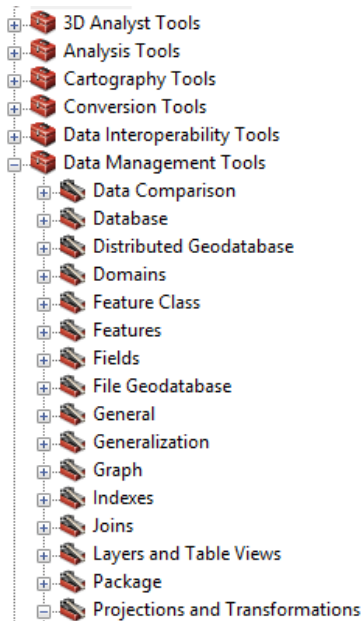 3D Analyst Tools
Analysis Tools
Cartography Tools
Conversion Tools
Data Interoperability Tools
Data Management Tools
Data Comparison
Database
Distributed Geodatabase
Domains
Feature Class
Features
Fields
File Geodatabase
General
Generalization
Graph
Indexes
Joins
Layers and Table Views
Package
Projections and Transformations